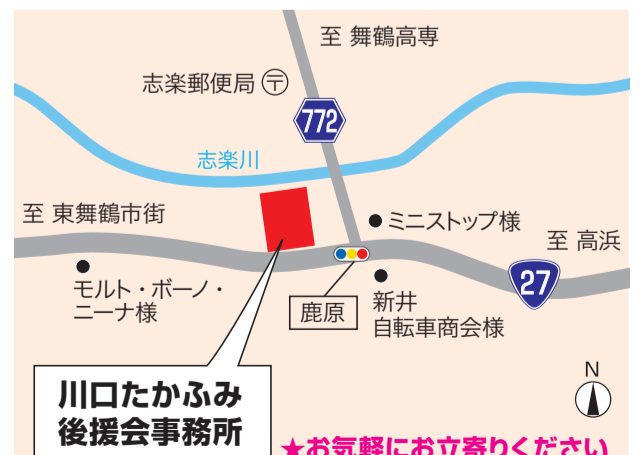 至 舞鶴高専
志楽郵便局 〒
772
志楽川
至 東舞鶴市街
ミニストップ様
至 高浜
モルト・ボーノ・
ニーナ様
鹿原
新井
自転車商会様
27
川口たかふみ
後援会事務所
N
★お気軽にお立寄りください